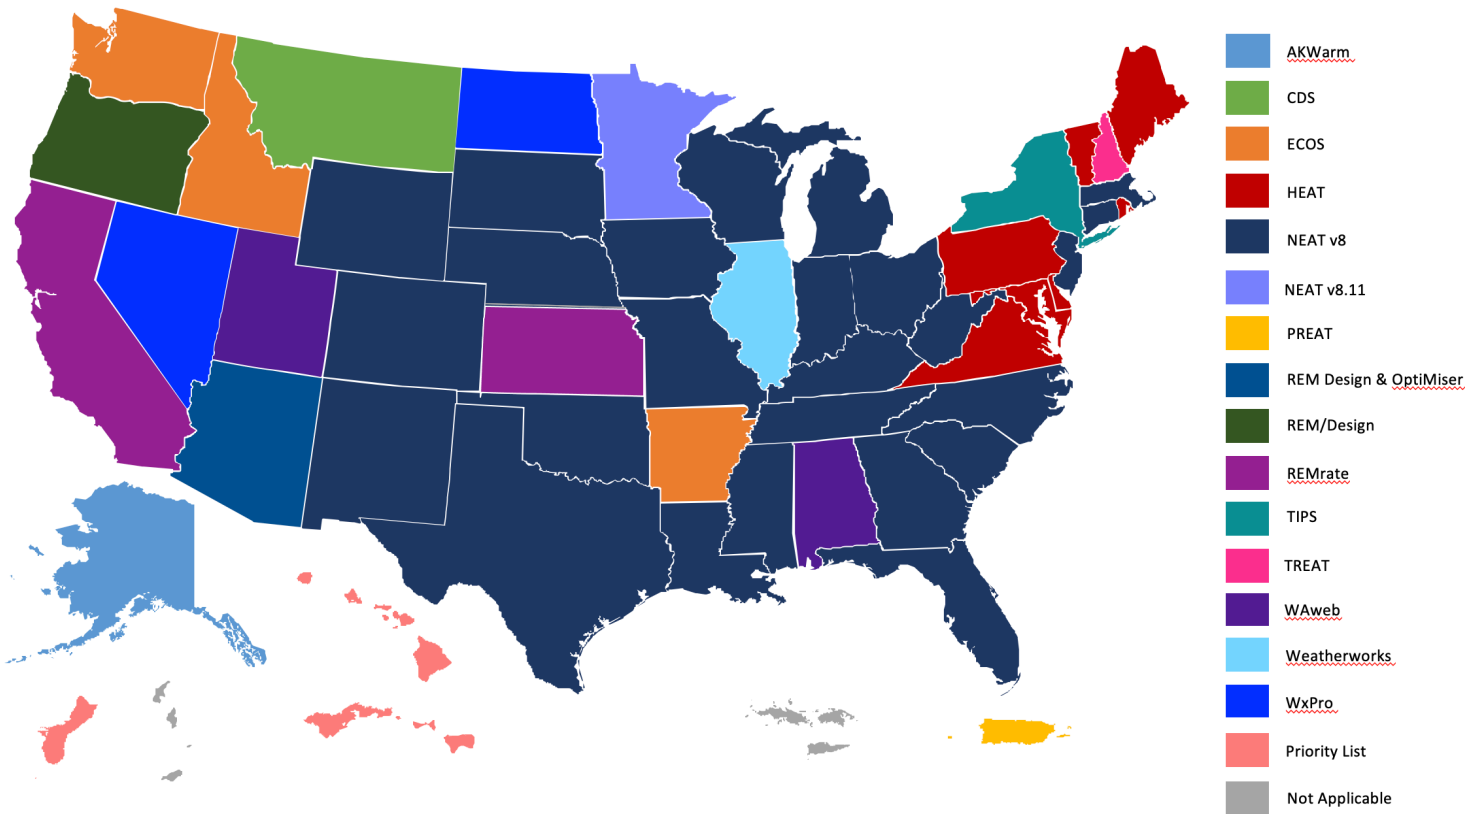 AKWarm
CDS
ECOS
HEAT
NEAT v8
NEAT v8.11
PREAT
REM Design & OptiMiser
REM/Design
REMrate
TIPS
TREAT
WAweb
Weatherworks
WxPro
Priority List
Not Applicable